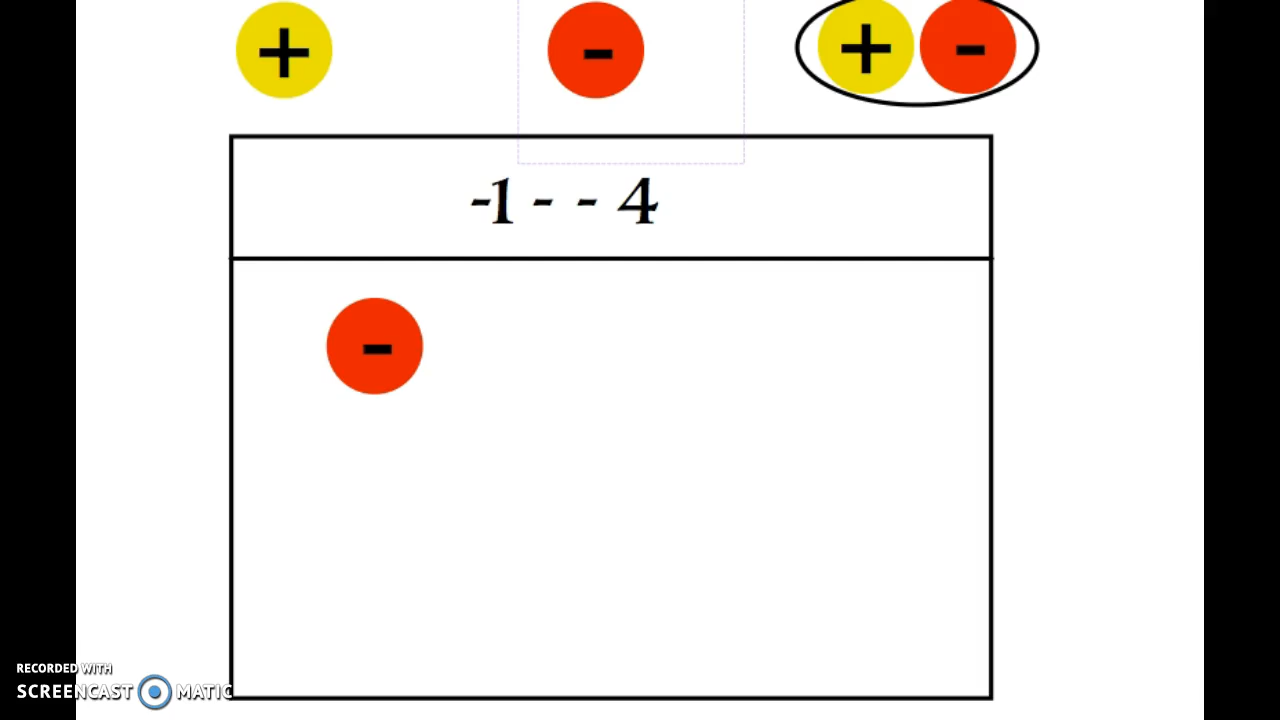 + - + -
-1 - - 4
-
RECORDED WITH
SCREENCAST MATIC